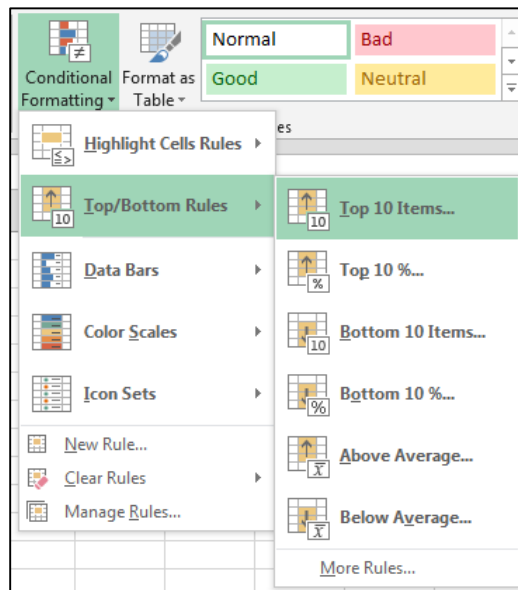 Normal
Bad
Conditional Formatting
Format as Table
Good
Neutral
es
Highlight Cells Rules
Top/Bottom Rules
Data Bars
Color Scales
Icon Sets
New Rule...
Clear Rules
Manage Rules...
Top 10 Items...
Top 10 %...
Bottom 10 Items...
Bottom 10 %...
Above Average...
Below Average...
More Rules...